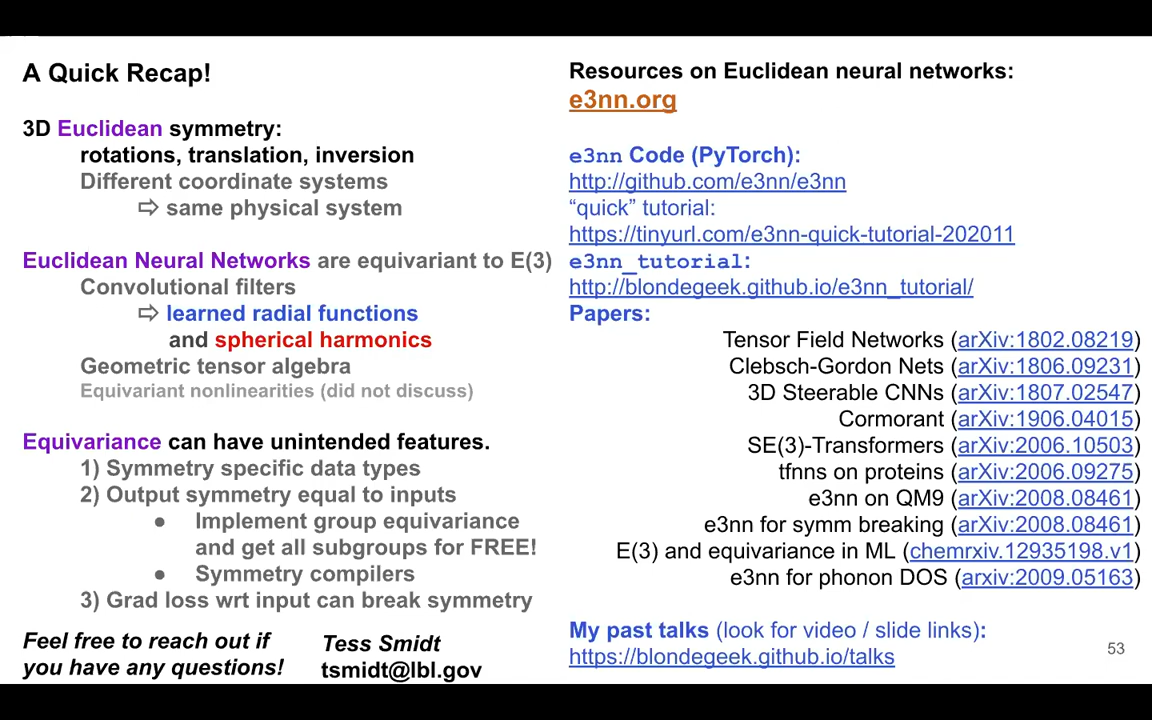 A Quick Recap!
3D Euclidean symmetry:
rotations, translation, inversion
Different coordinate systems
⇨ same physical system
Euclidean Neural Networks are equivariant to E(3)
Convolutional filters
⇨ learned radial functions
and spherical harmonics
Geometric tensor algebra
Equivariant nonlinearities (did not discuss)
Equivariance can have unintended features.
1) Symmetry specific data types
2) Output symmetry equal to inputs
● Implement group equivariance
and get all subgroups for FREE!
● Symmetry compilers
3) Grad loss wrt input can break symmetry
Feel free to reach out if
you have any questions!
Tess Smidt
tsmidt@lbl.gov
Resources on Euclidean neural networks:
e3nn.org
e3nn Code (PyTorch):
http://github.com/e3nn/e3nn
“quick” tutorial:
https://tinyurl.com/e3nn-quick-tutorial-202011
e3nn_tutorial:
http://blondegeek.github.io/e3nn_tutorial/
Papers:
Tensor Field Networks (arXiv:1802.08219)
Clebsch-Gordon Nets (arXiv:1806.09231)
3D Steerable CNNs (arXiv:1807.02547)
Cormorant (arXiv:1906.04015)
SE(3)-Transformers (arXiv:2006.10503)
tfnns on proteins (arXiv:2006.09275)
e3nn on QM9 (arXiv:2008.08461)
e3nn for symm breaking (arXiv:2008.08461)
E(3) and equivariance in ML (chemrxiv.12935198.v1)
e3nn for phonon DOS (arxiv:2009.05163)
My past talks (look for video / slide links):
https://blondegeek.github.io/talks
53